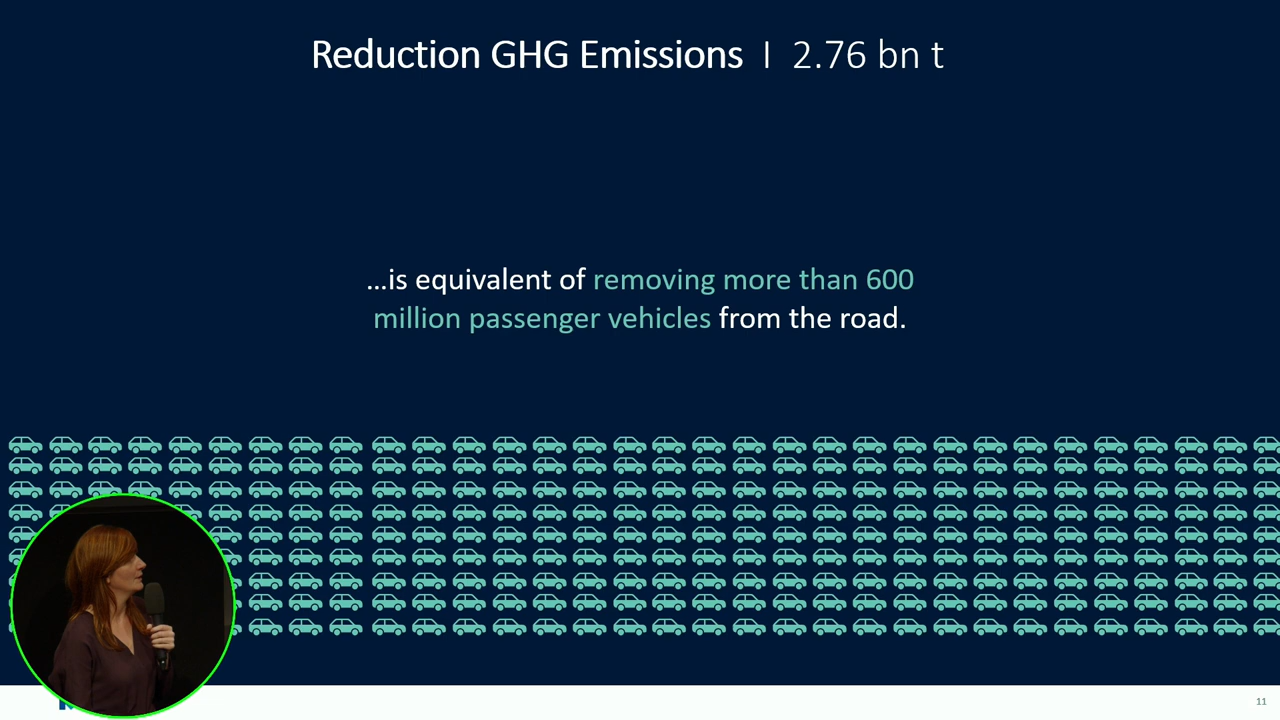 Reduction GHG Emissions I 2.76 bn t
…is equivalent of removing more than 600
million passenger vehicles from the road.
11